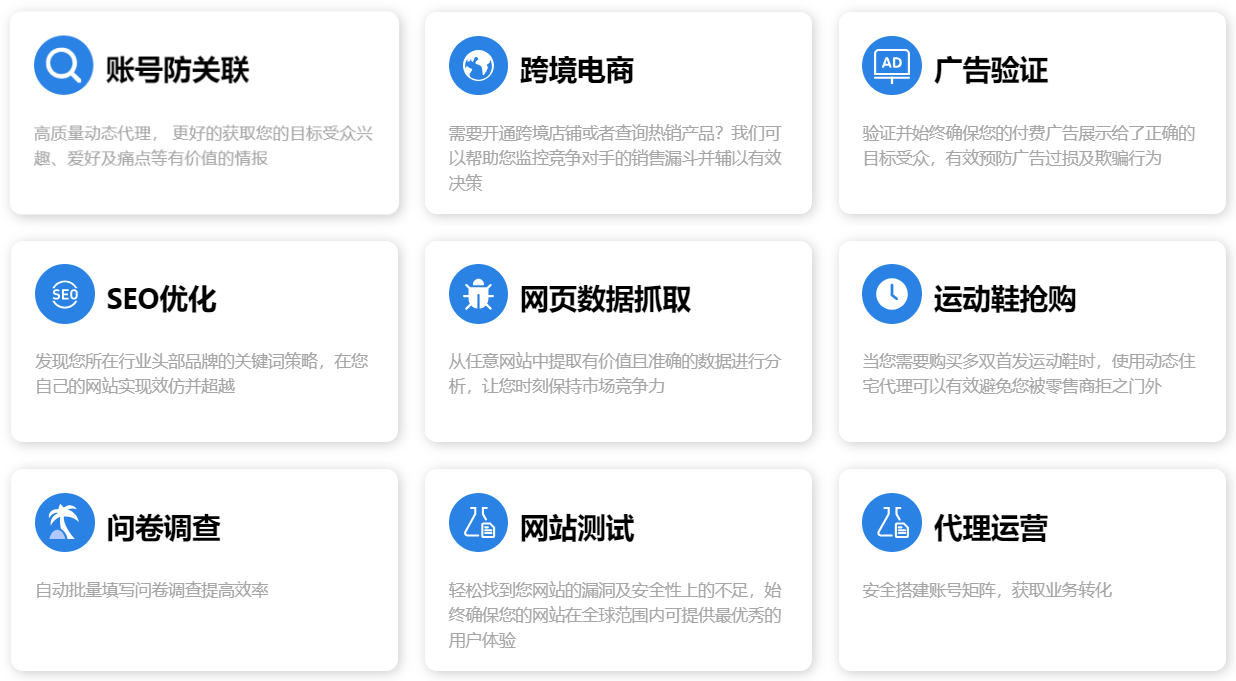 账号防关联
高质量动态代理， 更好的获取您的目标受众兴
趣、爱好及痛点等有价值的情报
跨境电商
需要开通跨境店铺或者查询热销产品？我们可
以帮助您监控竞争对手的销售漏斗并辅以有效
决策
AD
广告验证
验证并始终确保您的付费广告展示给了正确的
目标受众，有效预防广告过损及欺骗行为
SEO
SEO优化
发现您所在行业头部品牌的关键词策略，在您
自己的网站实现效仿并超越
网页数据抓取
从任意网站中提取有价值且准确的数据进行分
析，让您时刻保持市场竞争力
运动鞋抢购
当您需要购买多双首发运动鞋时，使用动态住
宅代理可以有效避免您被零售商拒之门外
问卷调查
自动批量填写问卷调查提高效率
网站测试
轻松找到您网站的漏洞及安全性上的不足，始
终确保您的网站在全球范围内可提供最优秀的
用户体验
代理运营
安全搭建账号矩阵，获取业务转化